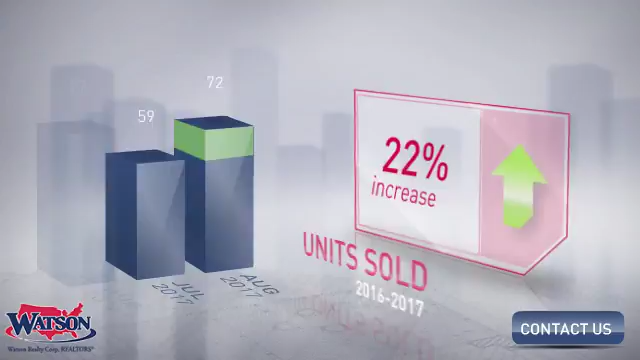 72
59
22%
increase
UNITS SOLD
2016-2017
JUL
2017
AUG
2017
WATSON
Watson Realty Corp. REALTORS®
CONTACT US